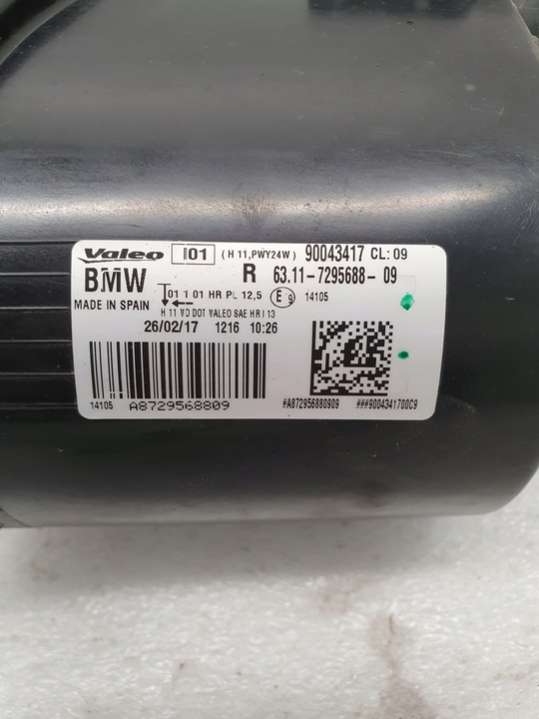 Valeo i01 (H 11,PWY24W) 90043417 CL: 09
BMW R 63.11-7295688-09
MADE IN SPAIN 01 1 01 HR PL 12,5 E9 14105
H 11 VO DOT VALEO SAE HR I 13
26/02/17 1216 10:26
14105 A8729568809 #A872956880909 ###9004341700C9